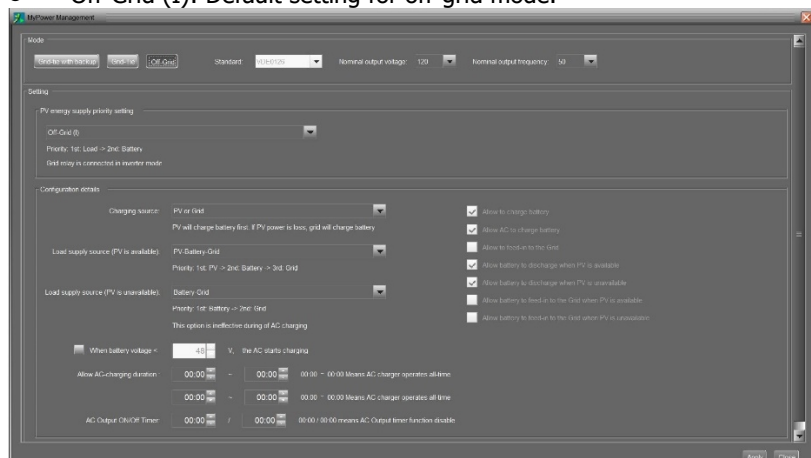 Off-Grid (I): Default setting for off-grid mode.
MyPower Management
Mode
Grid-tie with backup Grid-Tie Off-Grid Standard: VDE0126 Nominal output voltage: 120 Nominal output frequency: 50
Setting
PV energy supply priority setting
Off-Grid (I)
Priority: 1st: Load -> 2nd: Battery
Grid relay is connected in inverter mode
Configuration details
Charging source: PV or Grid
PV will charge battery first. If PV power is loss, grid will charge battery
Load supply source (PV is available): PV-Battery-Grid
Priority: 1st: PV -> 2nd: Battery -> 3rd: Grid
Load supply source (PV is unavailable): Battery-Grid
Priority: 1st: Battery -> 2nd: Grid
This option is ineffective during of AC charging
Allow to charge battery
Allow AC to charge battery
Allow to feed-in to the Grid
Allow battery to discharge when PV is available
Allow battery to discharge when PV is unavailable
Allow battery to feed-in to the Grid when PV is available
Allow battery to feed-in to the Grid when PV is unavailable
When battery voltage < 48 V, the AC starts charging
Allow AC-charging duration : 00:00 ~ 00:00 00:00 ~ 00:00 Means AC charger operates all-time
00:00 ~ 00:00 00:00 ~ 00:00 Means AC charger operates all-time
AC Output ON/Off Timer: 00:00 / 00:00 00:00 / 00:00 means AC Output timer function disable
Apply Close